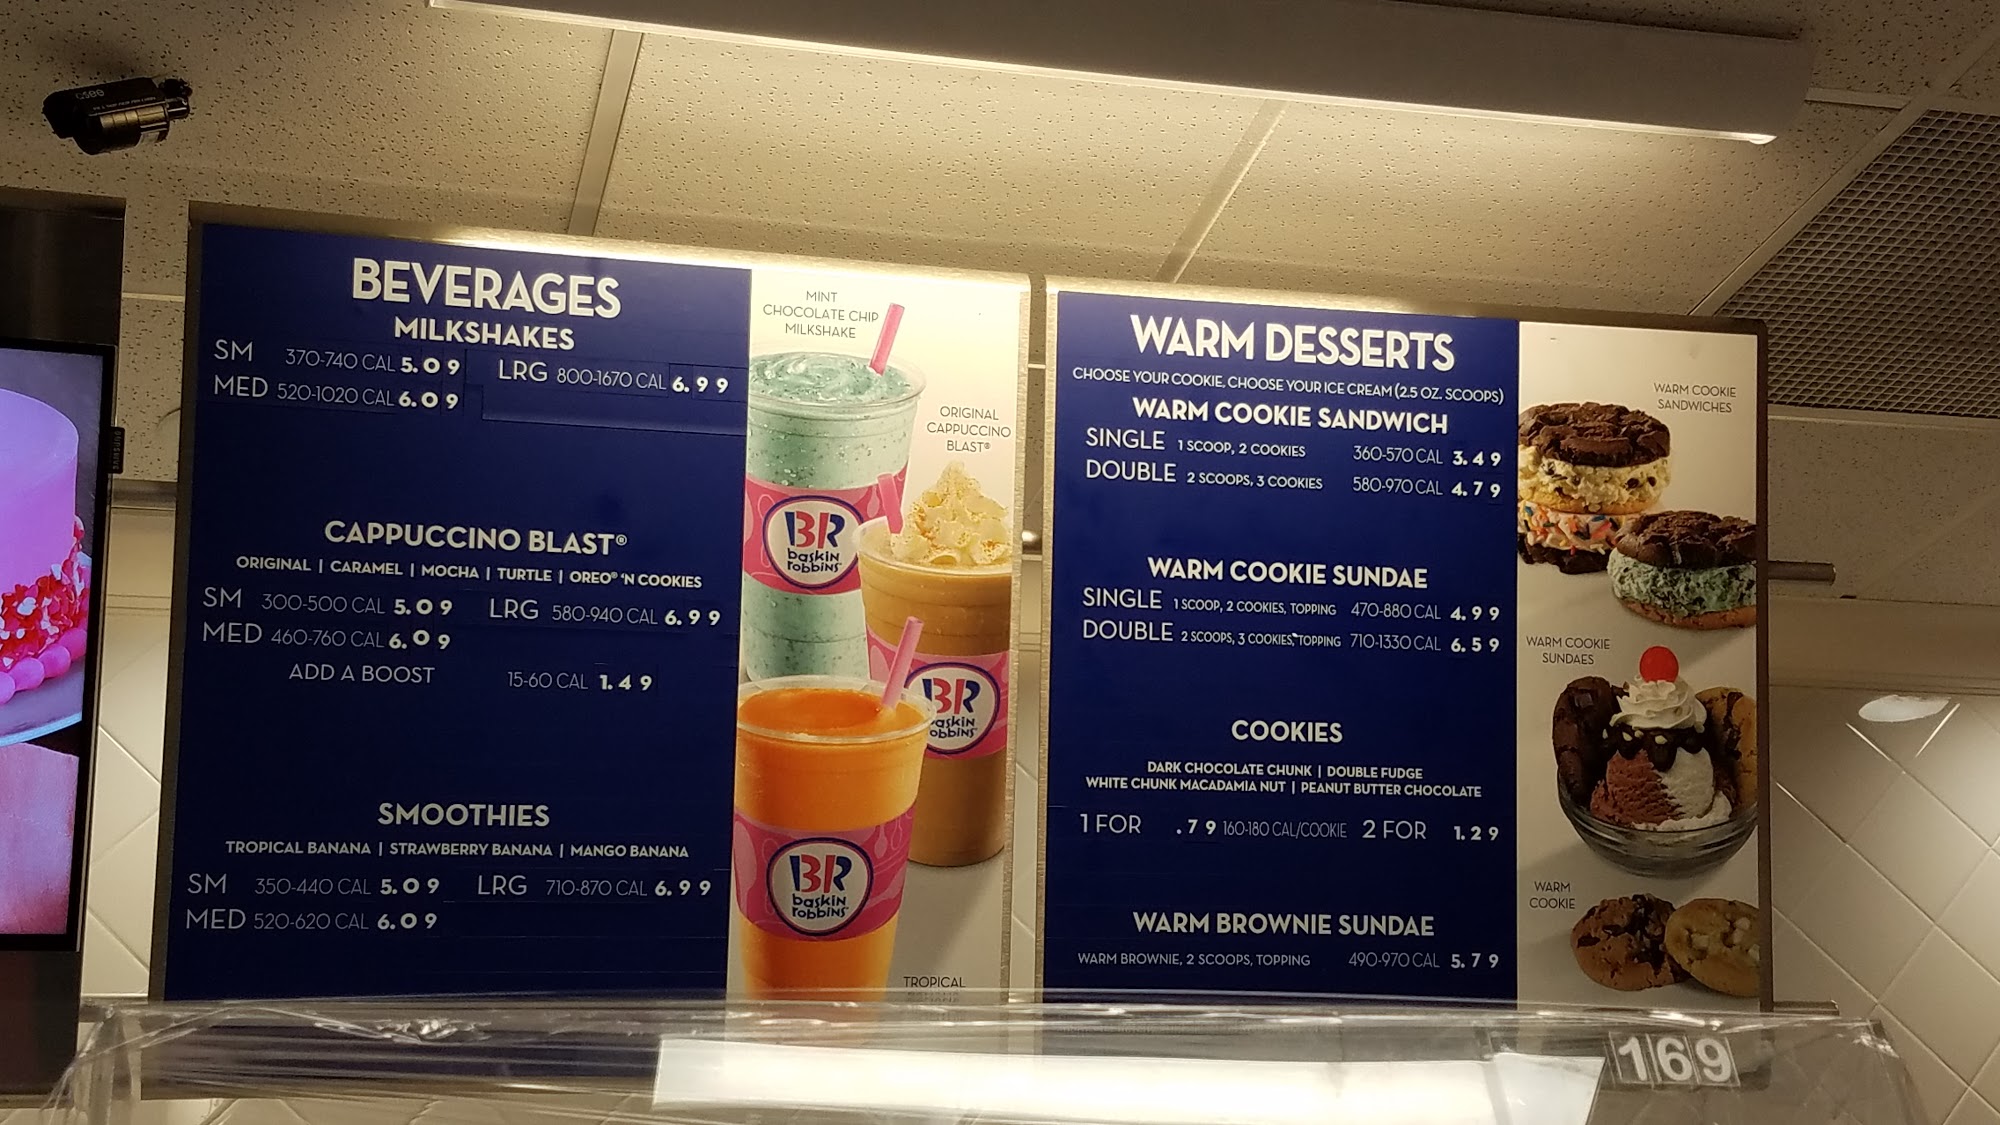 BEVERAGES
MILKSHAKES
SM 370-740 CAL 5.09 LRG 800-1670 CAL 6.99
MED 520-1020 CAL 6.09
CAPPUCCINO BLAST®
ORIGINAL | CARAMEL | MOCHA | TURTLE | OREO® 'N COOKIES
SM 300-500 CAL 5.09 LRG 580-940 CAL 6.99
MED 460-760 CAL 6.09
ADD A BOOST 15-60 CAL 1.49
SMOOTHIES
TROPICAL BANANA | STRAWBERRY BANANA | MANGO BANANA
SM 350-440 CAL 5.09 LRG 710-870 CAL 6.99
MED 520-620 CAL 6.09
MINT
CHOCOLATE CHIP
MILKSHAKE
ORIGINAL
CAPPUCCINO
BLAST®
BR
baskin
robbins
BR
baskin
robbins
BR
baskin
robbins
TROPICAL
WARM DESSERTS
CHOOSE YOUR COOKIE, CHOOSE YOUR ICE CREAM (2.5 OZ. SCOOPS)
WARM COOKIE SANDWICH
SINGLE 1 SCOOP, 2 COOKIES 360-570 CAL 3.49
DOUBLE 2 SCOOPS, 3 COOKIES 580-970 CAL 4.79
WARM COOKIE SUNDAE
SINGLE 1 SCOOP, 2 COOKIES, TOPPING 470-880 CAL 4.99
DOUBLE 2 SCOOPS, 3 COOKIES, TOPPING 710-1330 CAL 6.59
COOKIES
DARK CHOCOLATE CHUNK | DOUBLE FUDGE
WHITE CHUNK MACADAMIA NUT | PEANUT BUTTER CHOCOLATE
1 FOR .79 160-180 CAL/COOKIE 2 FOR 1.29
WARM BROWNIE SUNDAE
WARM BROWNIE, 2 SCOOPS, TOPPING 490-970 CAL 5.79
WARM COOKIE
SANDWICHES
WARM COOKIE
SUNDAES
WARM
COOKIE
169
SAMSUNG